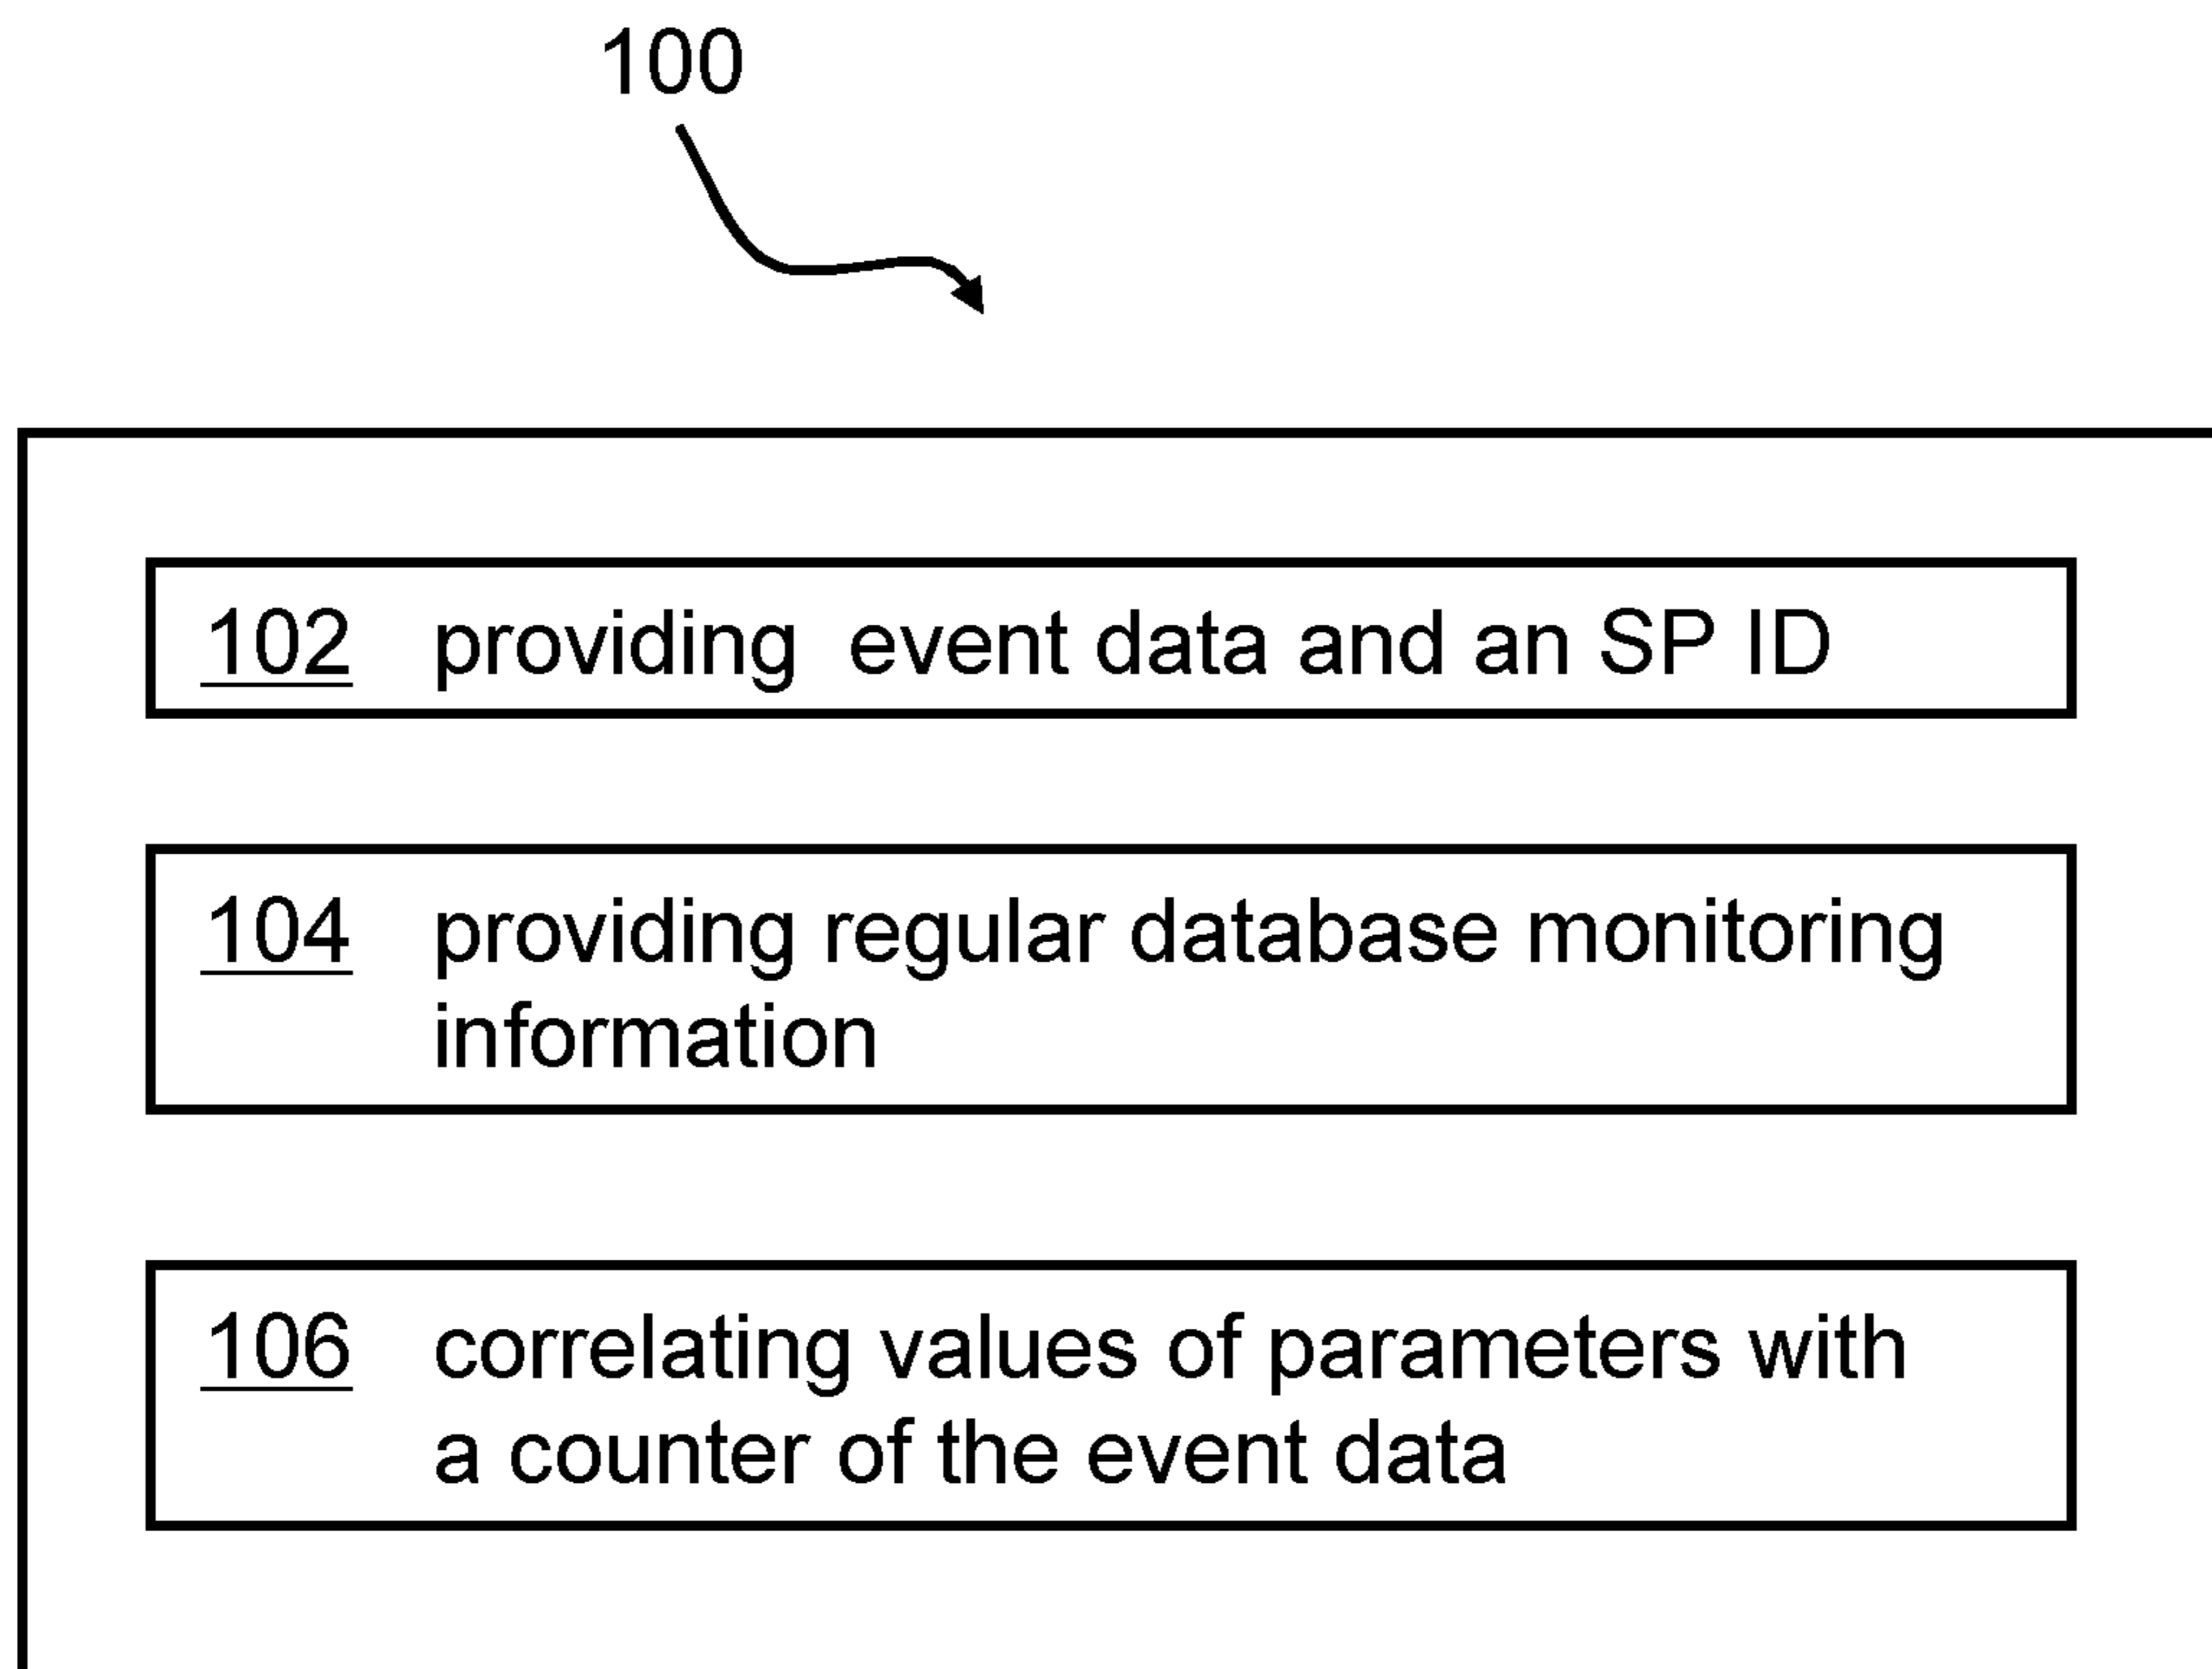 100
102 providing event data and an SP ID
104 providing regular database monitoring
information
106 correlating values of parameters with
a counter of the event data